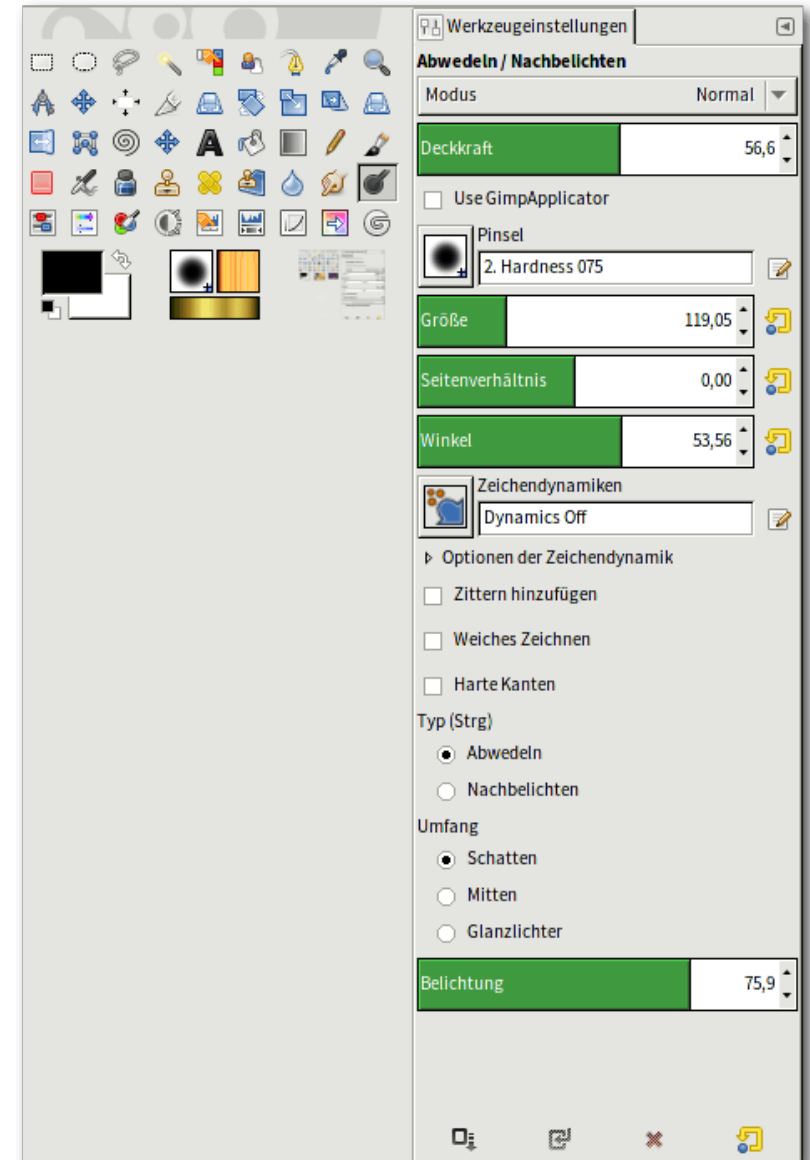 Werkzeugeinstellungen
Abwedeln / Nachbelichten
Modus Normal
Deckkraft 56,6
Use GimpApplicator
Pinsel
2. Hardness 075
Größe 119,05
Seitenverhältnis 0,00
Winkel 53,56
Zeichendynamiken
Dynamics Off
Optionen der Zeichendynamik
Zittern hinzufügen
Weiches Zeichnen
Harte Kanten
Typ (Strg)
Abwedeln
Nachbelichten
Umfang
Schatten
Mitten
Glanzlichter
Belichtung 75,9